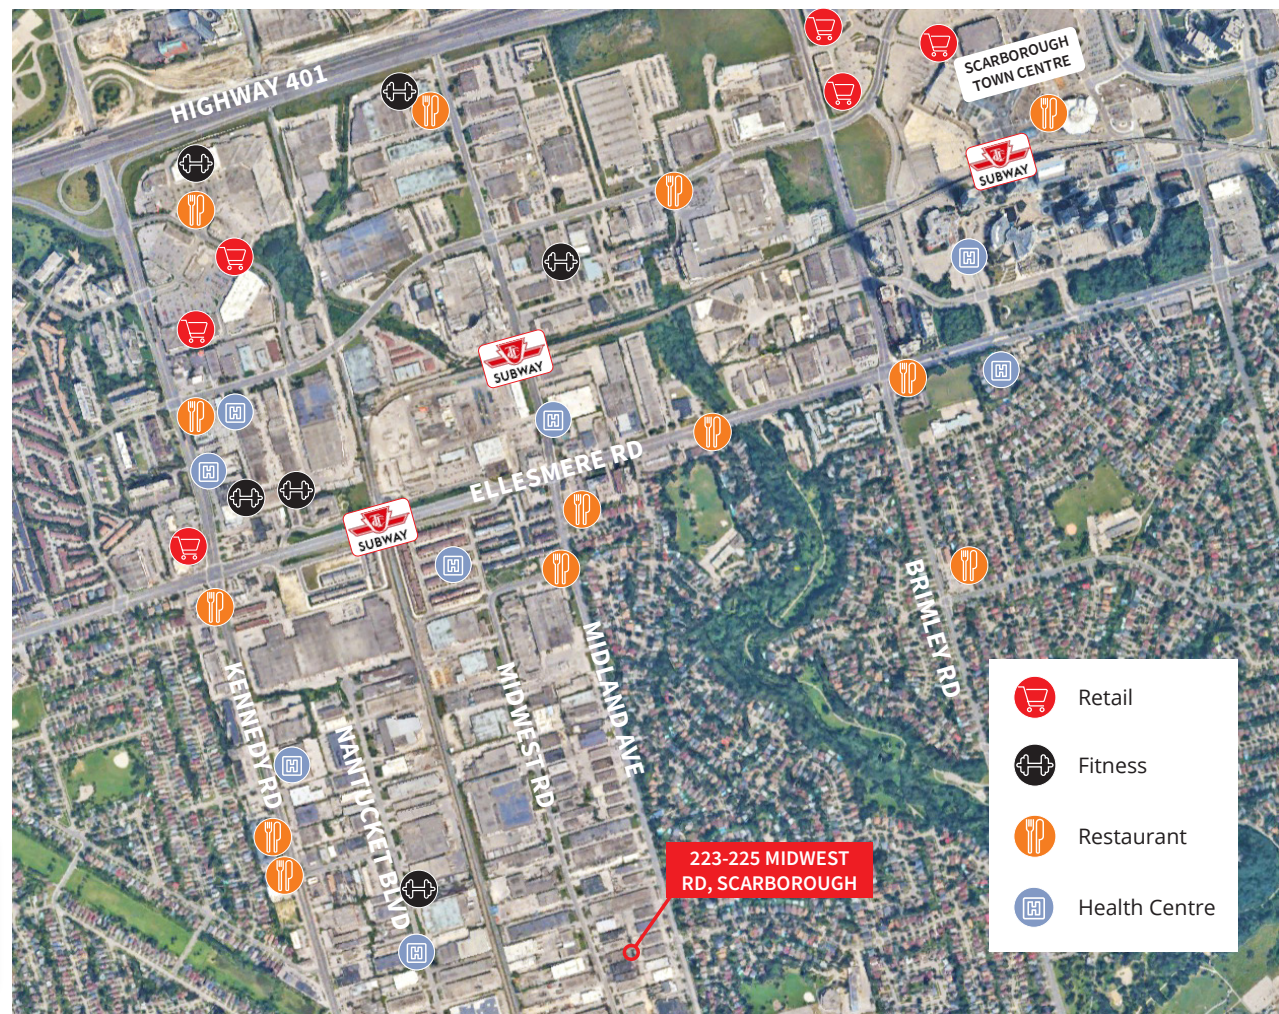 HIGHWAY 401
SCARBOROUGH
TOWN CENTRE
SUBWAY
SUBWAY
ELLESMERE RD
SUBWAY
BRIMLEY RD
MIDLAND AVE
MIDWEST RD
KENNEDY RD
NANTUCKET BLVD
223-225 MIDWEST
RD, SCARBOROUGH
Retail
Fitness
Restaurant
Health Centre